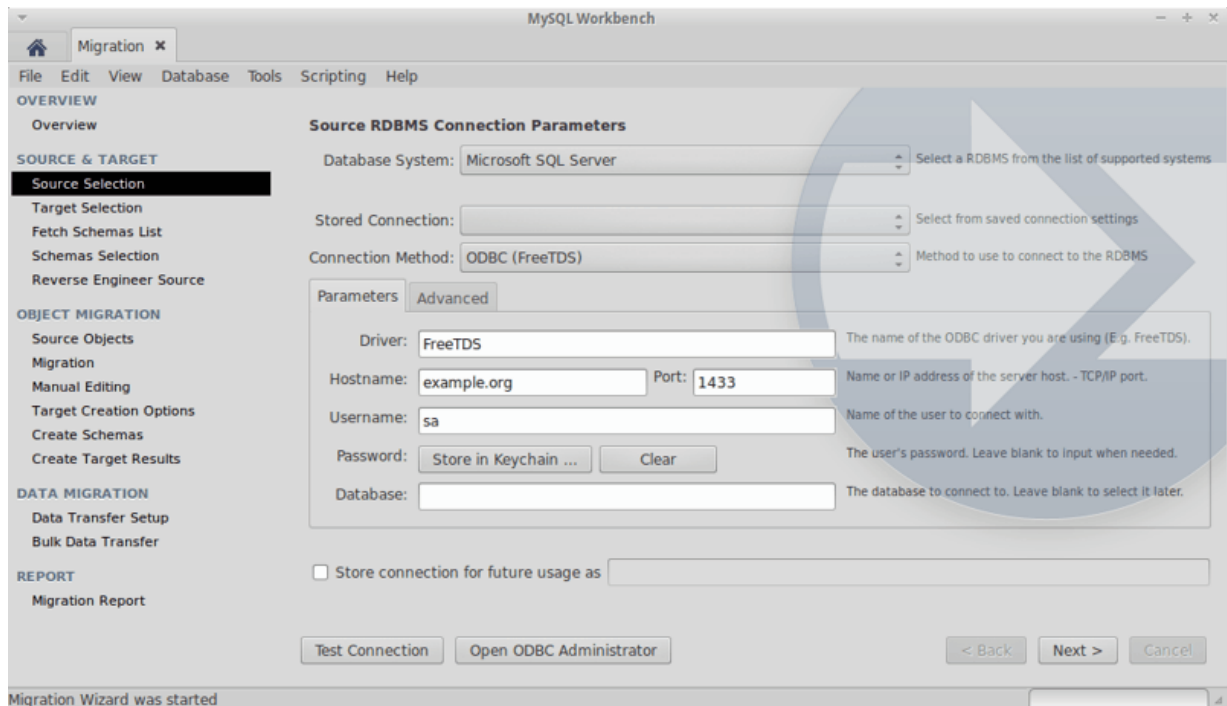 MySQL Workbench
Migration
File Edit View Database Tools Scripting Help
OVERVIEW
Overview
SOURCE & TARGET
Source Selection
Target Selection
Fetch Schemas List
Schemas Selection
Reverse Engineer Source
OBJECT MIGRATION
Source Objects
Migration
Manual Editing
Target Creation Options
Create Schemas
Create Target Results
DATA MIGRATION
Data Transfer Setup
Bulk Data Transfer
REPORT
Migration Report
Source RDBMS Connection Parameters
Database System: Microsoft SQL Server Select a RDBMS from the list of supported systems
Stored Connection: Select from saved connection settings
Connection Method: ODBC (FreeTDS) Method to use to connect to the RDBMS
Parameters Advanced
Driver: FreeTDS The name of the ODBC driver you are using (E.g. FreeTDS).
Hostname: example.org Port: 1433 Name or IP address of the server host. - TCP/IP port.
Username: sa Name of the user to connect with.
Password: Store in Keychain ... Clear The user's password. Leave blank to input when needed.
Database: The database to connect to. Leave blank to select it later.
Store connection for future usage as
Test Connection Open ODBC Administrator < Back Next > Cancel
Migration Wizard was started